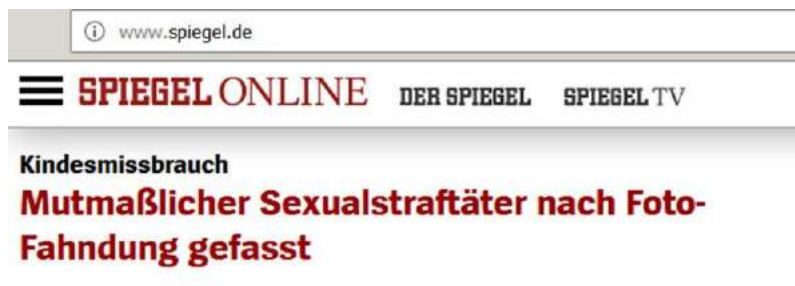 www.spiegel.de
SPIEGEL ONLINE DER SPIEGEL SPIEGEL TV
Kindesmissbrauch
Mutmaßlicher Sexualstraftäter nach Foto-
Fahndung gefasst